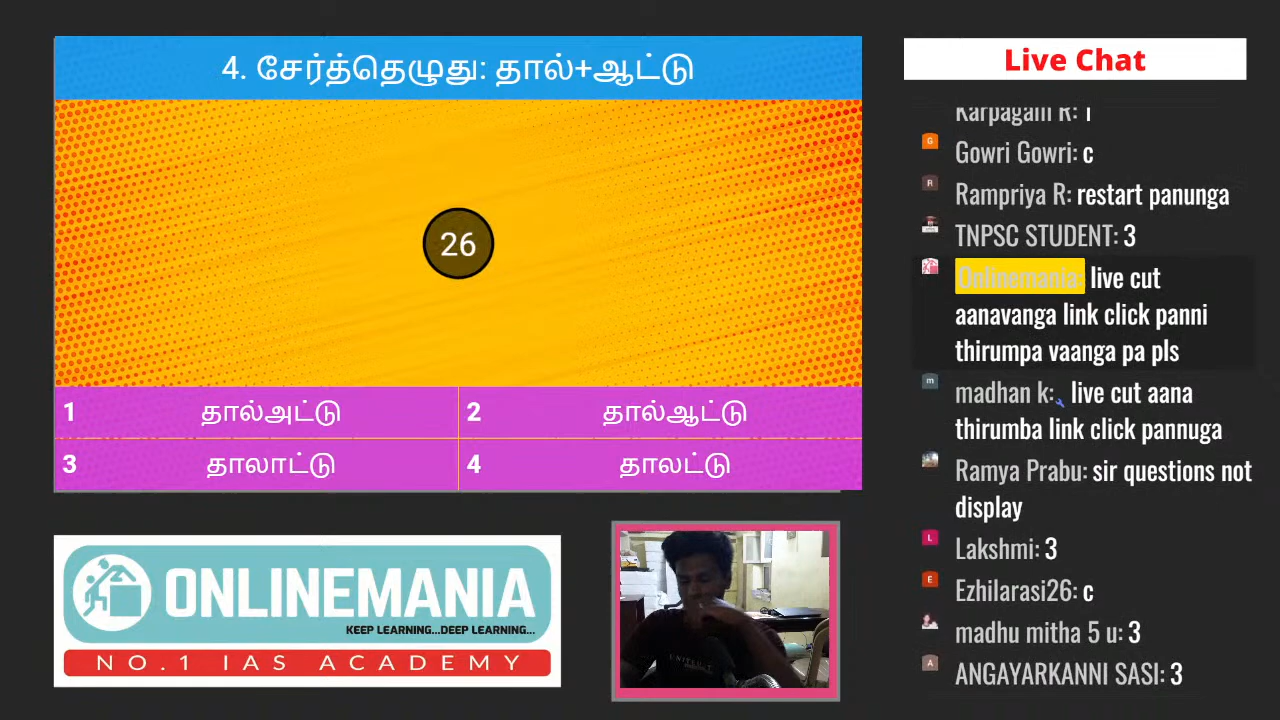 4. சேர்த்தெழுது: தால்+ஆட்டு
26
1 தால்அட்டு
2 தால்ஆட்டு
3 தாலாட்டு
4 தாலட்டு
ONLINEMANIA
KEEP LEARNING...DEEP LEARNING...
NO.1 IAS ACADEMY
Live Chat
Karpagam R: 1
G Gowri Gowri: c
R Rampriya R: restart panunga
TNPSC STUDENT: 3
Onlinemania: live cut
aanavanga link click panni
thirumpa vaanga pa pls
m madhan k: live cut aana
thirumba link click pannuga
Ramya Prabu: sir questions not
display
L Lakshmi: 3
E Ezhilarasi26: c
madhu mitha 5 u: 3
A ANGAYARKANNI SASI: 3